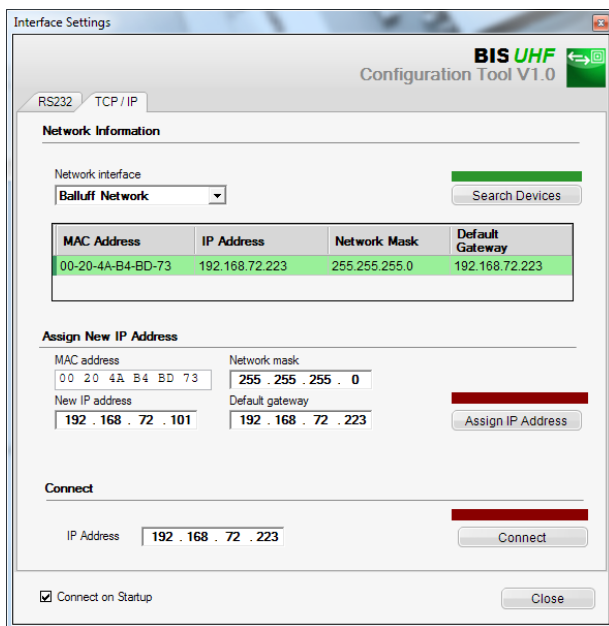 Interface Settings
BIS UHF
Configuration Tool V1.0
RS232 TCP / IP
Network Information
Network interface
Balluff Network
Search Devices
MAC Address IP Address Network Mask Default Gateway
00-20-4A-B4-BD-73 192.168.72.223 255.255.255.0 192.168.72.223
Assign New IP Address
MAC address Network mask
00 20 4A B4 BD 73 255 . 255 . 255 . 0
New IP address Default gateway
192 . 168 . 72 . 101 192 . 168 . 72 . 223 Assign IP Address
Connect
IP Address 192 . 168 . 72 . 223 Connect
Connect on Startup Close